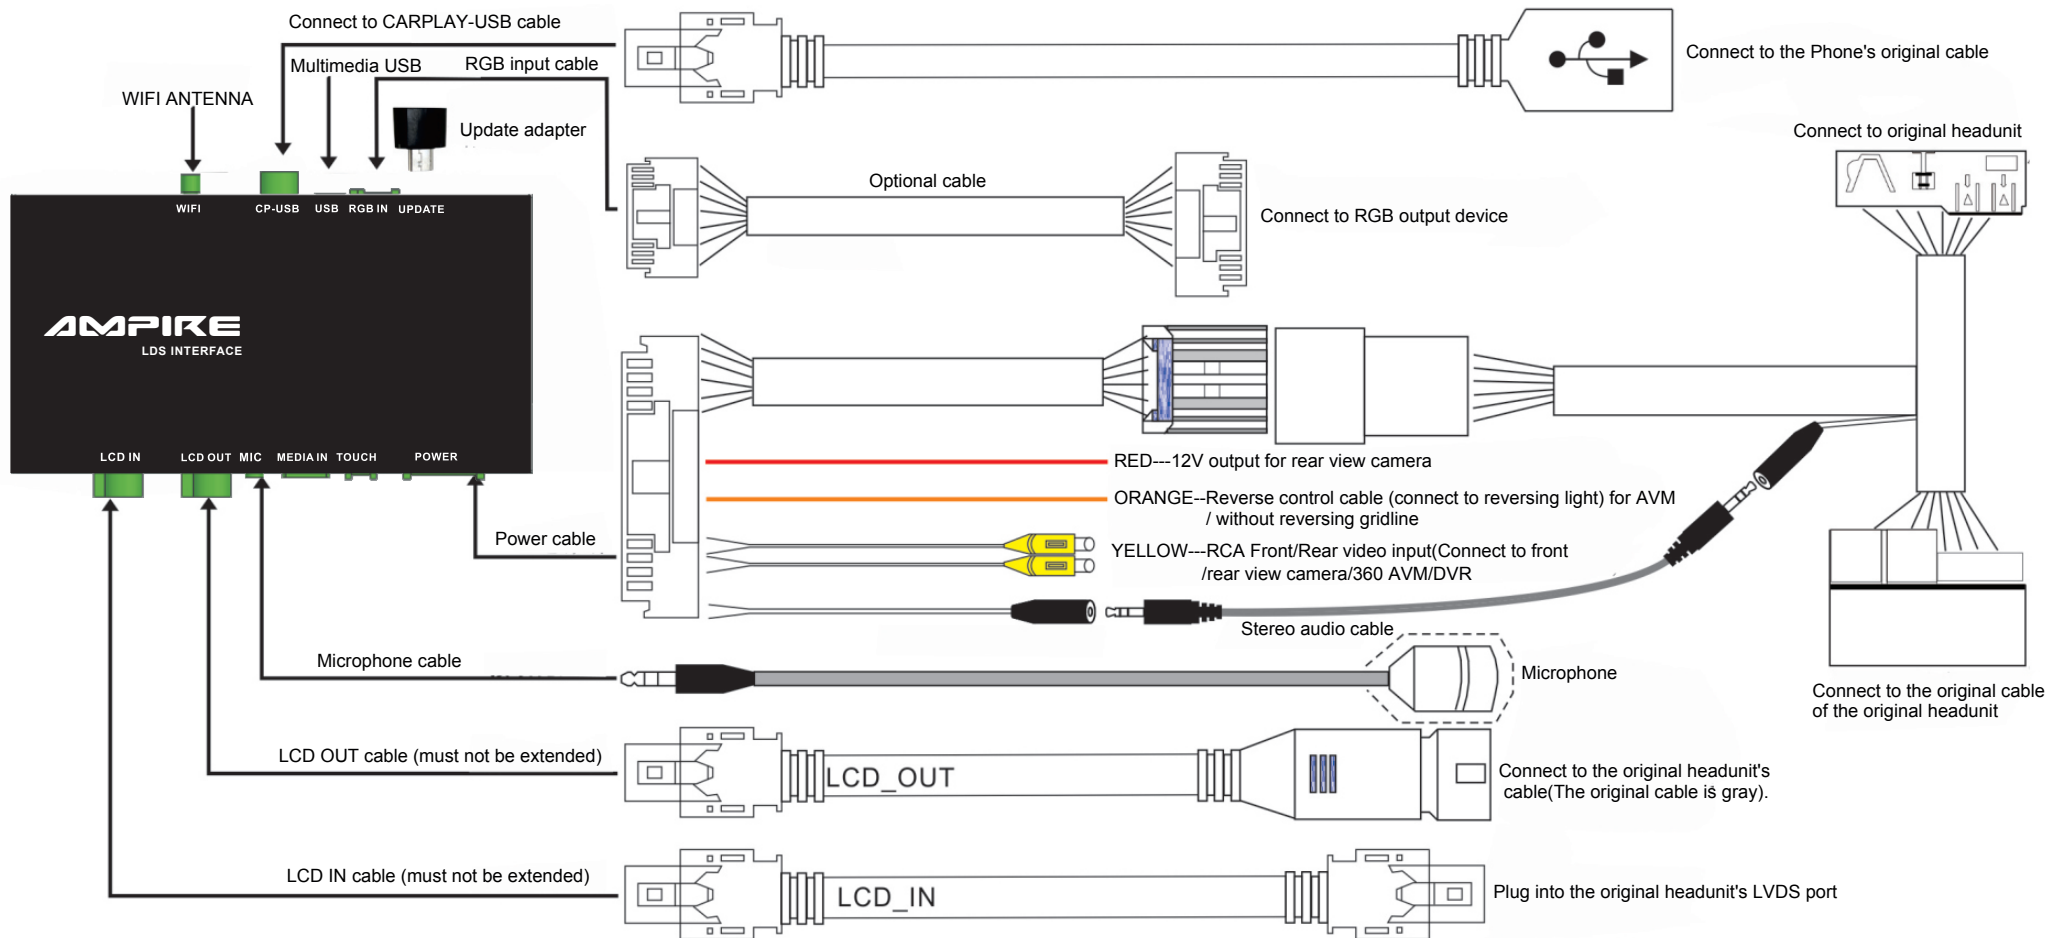 Connect to CARPLAY-USB cable
Multimedia USB
RGB input cable
WIFI ANTENNA
Update adapter
Connect to the Phone's original cable
Connect to original headunit
Optional cable
Connect to RGB output device
WIFI
CP-USB
USB
RGB IN
UPDATE
AMPIRE
LDS INTERFACE
LCD IN
LCD OUT
MIC
MEDIA IN
TOUCH
POWER
RED---12V output for rear view camera
ORANGE--Reverse control cable (connect to reversing light) for AVM
/ without reversing gridline
Power cable
YELLOW---RCA Front/Rear video input(Connect to front
/rear view camera/360 AVM/DVR
Stereo audio cable
Microphone cable
Microphone
Connect to the original cable
of the original headunit
LCD OUT cable (must not be extended)
LCD_OUT
Connect to the original headunit's
cable(The original cable is gray).
LCD IN cable (must not be extended)
LCD_IN
Plug into the original headunit's LVDS port